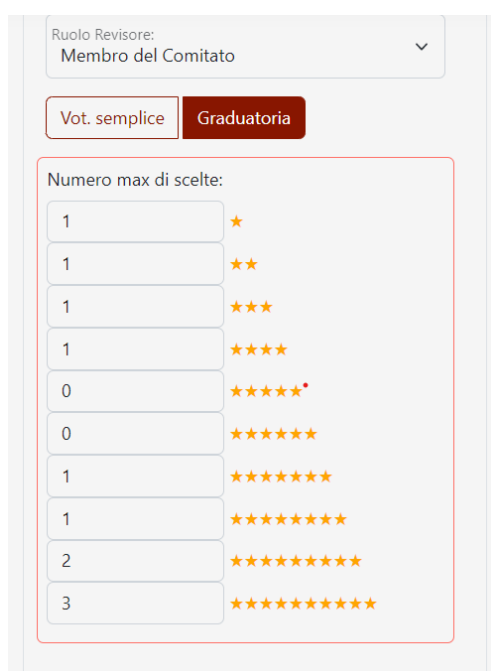 Ruolo Revisore:
Membro del Comitato
Vot. semplice Graduatoria
Numero max di scelte:
1 ★
1 ★★
1 ★★★
1 ★★★★
0 ★★★★★
0 ★★★★★★
1 ★★★★★★★
1 ★★★★★★★★
2 ★★★★★★★★★
3 ★★★★★★★★★★